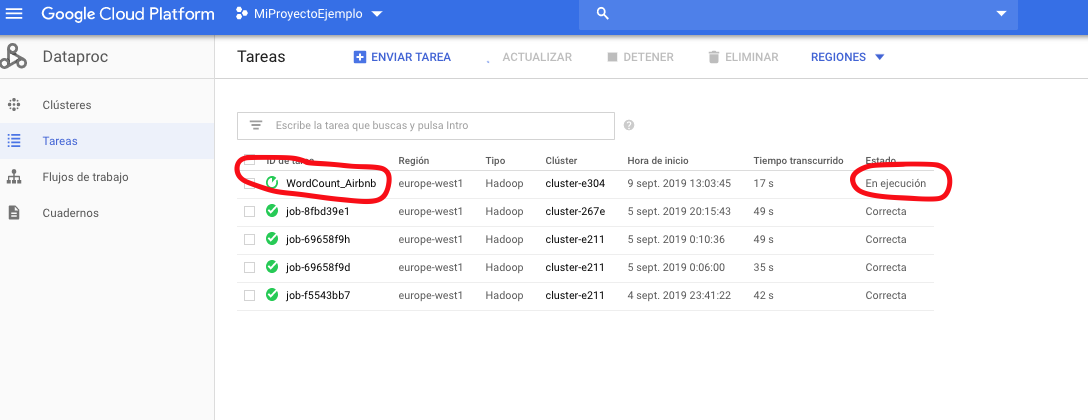 Google Cloud Platform MiProyectoEjemplo
Dataproc
Tareas ENVIAR TAREA ACTUALIZAR DETENER ELIMINAR REGIONES
Clústeres
Tareas
Flujos de trabajo
Cuadernos
Escribe la tarea que buscas y pulsa Intro
ID de tarea Región Tipo Clúster Hora de inicio Tiempo transcurrido Estado
WordCount_Airbnb europe-west1 Hadoop cluster-e304 9 sept. 2019 13:03:45 17 s En ejecución
job-8fbd39e1 europe-west1 Hadoop cluster-267e 5 sept. 2019 20:15:43 49 s Correcta
job-69658f9h europe-west1 Hadoop cluster-e211 5 sept. 2019 0:10:36 49 s Correcta
job-69658f9d europe-west1 Hadoop cluster-e211 5 sept. 2019 0:06:00 35 s Correcta
job-f5543bb7 europe-west1 Hadoop cluster-e211 4 sept. 2019 23:41:22 42 s Correcta